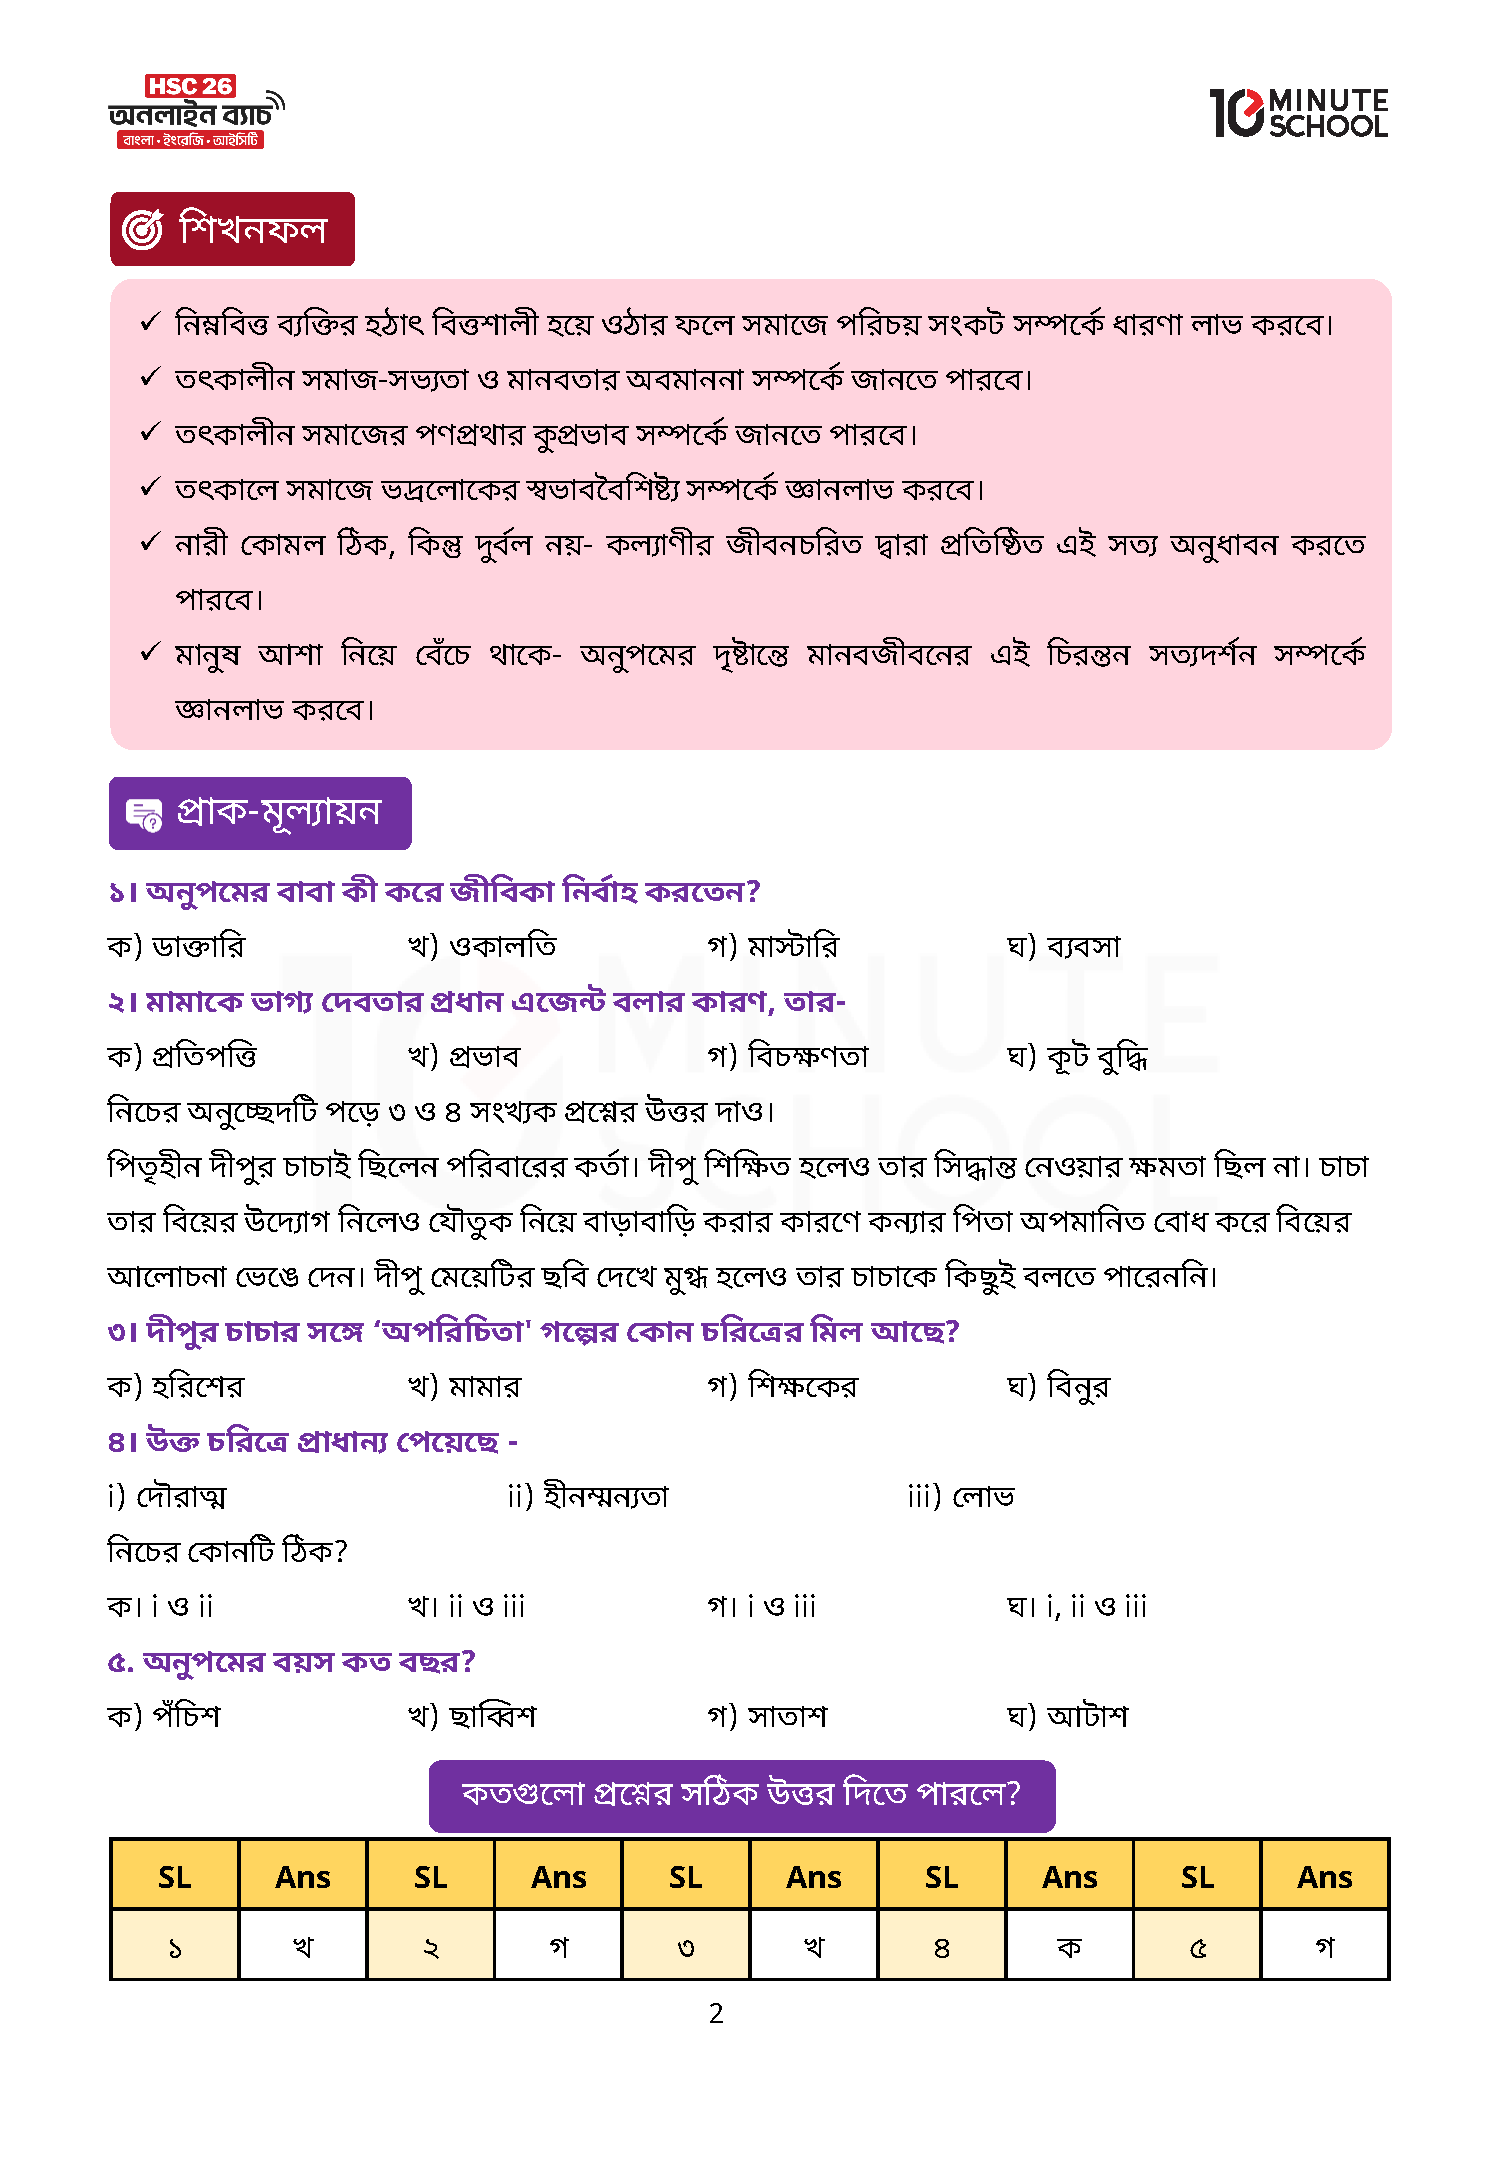 HSC 26
অনলাইন ব্যাচ
বাংলা • ইংরেজি • আইসিটি
10 MINUTE SCHOOL
শিখনফল
✓ নিম্নবিত্ত ব্যক্তির হঠাৎ বিত্তশালী হয়ে ওঠার ফলে সমাজে পরিচয় সংকট সম্পর্কে ধারণা লাভ করবে।
✓ তৎকালীন সমাজ-সভ্যতা ও মানবতার অবমাননা সম্পর্কে জানতে পারবে।
✓ তৎকালীন সমাজের পণপ্রথার কুপ্রভাব সম্পর্কে জানতে পারবে।
✓ তৎকালে সমাজে ভদ্রলোকের স্বভাববৈশিষ্ট্য সম্পর্কে জ্ঞানলাভ করবে।
✓ নারী কোমল ঠিক, কিন্তু দুর্বল নয়- কল্যাণীর জীবনচরিত দ্বারা প্রতিষ্ঠিত এই সত্য অনুধাবন করতে
পারবে।
✓ মানুষ আশা নিয়ে বেঁচে থাকে- অনুপমের দৃষ্টান্তে মানবজীবনের এই চিরন্তন সত্যদর্শন সম্পর্কে
জ্ঞানলাভ করবে।
প্রাক-মূল্যায়ন
১। অনুপমের বাবা কী করে জীবিকা নির্বাহ করতেন?
ক) ডাক্তারি খ) ওকালতি গ) মাস্টারি ঘ) ব্যবসা
২। মামাকে ভাগ্য দেবতার প্রধান এজেন্ট বলার কারণ, তার-
ক) প্রতিপত্তি খ) প্রভাব গ) বিচক্ষণতা ঘ) কূট বুদ্ধি
নিচের অনুচ্ছেদটি পড়ে ৩ ও ৪ সংখ্যক প্রশ্নের উত্তর দাও।
পিতৃহীন দীপুর চাচাই ছিলেন পরিবারের কর্তা। দীপু শিক্ষিত হলেও তার সিদ্ধান্ত নেওয়ার ক্ষমতা ছিল না। চাচা
তার বিয়ের উদ্যোগ নিলেও যৌতুক নিয়ে বাড়াবাড়ি করার কারণে কন্যার পিতা অপমানিত বোধ করে বিয়ের
আলোচনা ভেঙে দেন। দীপু মেয়েটির ছবি দেখে মুগ্ধ হলেও তার চাচাকে কিছুই বলতে পারেননি।
৩। দীপুর চাচার সঙ্গে ‘অপরিচিতা' গল্পের কোন চরিত্রের মিল আছে?
ক) হরিশের খ) মামার গ) শিক্ষকের ঘ) বিনুর
৪। উক্ত চরিত্রে প্রাধান্য পেয়েছে -
i) দৌরাত্ম ii) হীনম্মন্যতা iii) লোভ
নিচের কোনটি ঠিক?
ক। i ও ii খ। ii ও iii গ। i ও iii ঘ। i, ii ও iii
৫. অনুপমের বয়স কত বছর?
ক) পঁচিশ খ) ছাব্বিশ গ) সাতাশ ঘ) আটাশ
কতগুলো প্রশ্নের সঠিক উত্তর দিতে পারলে?
SL Ans SL Ans SL Ans SL Ans SL Ans
১ খ ২ গ ৩ খ ৪ ক ৫ গ
2